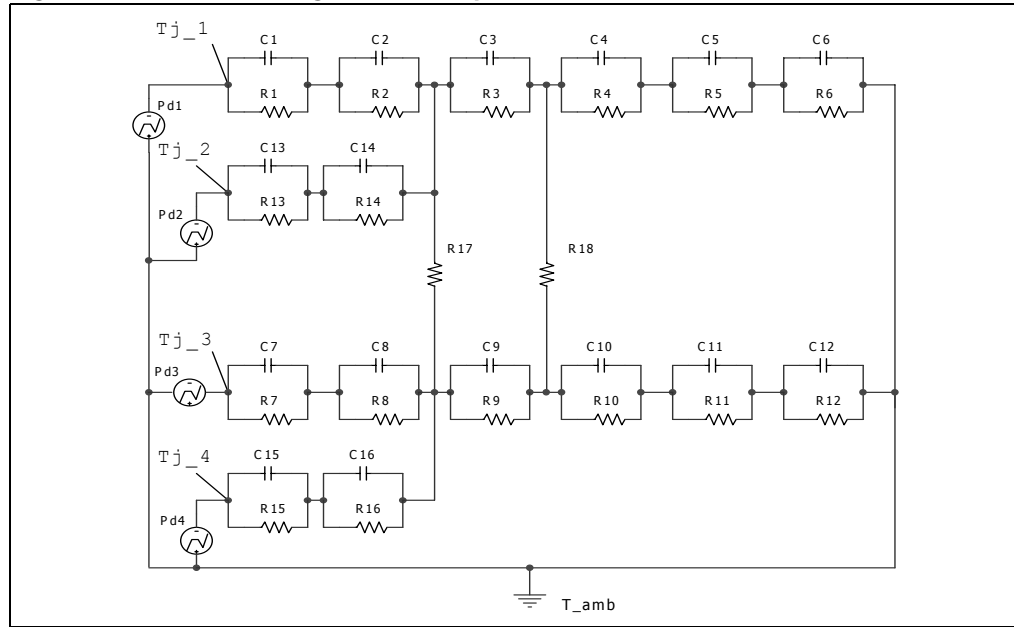 Tj_1
C1 C2 C3 C4 C5 C6
R1 R2 R3 R4 R5 R6
Pd1
Tj_2
C13 C14
R13 R14
Pd2
R17 R18
Tj_3
C7 C8 C9 C10 C11 C12
Pd3
R7 R8 R9 R10 R11 R12
Tj_4
C15 C16
R15 R16
Pd4
T_amb